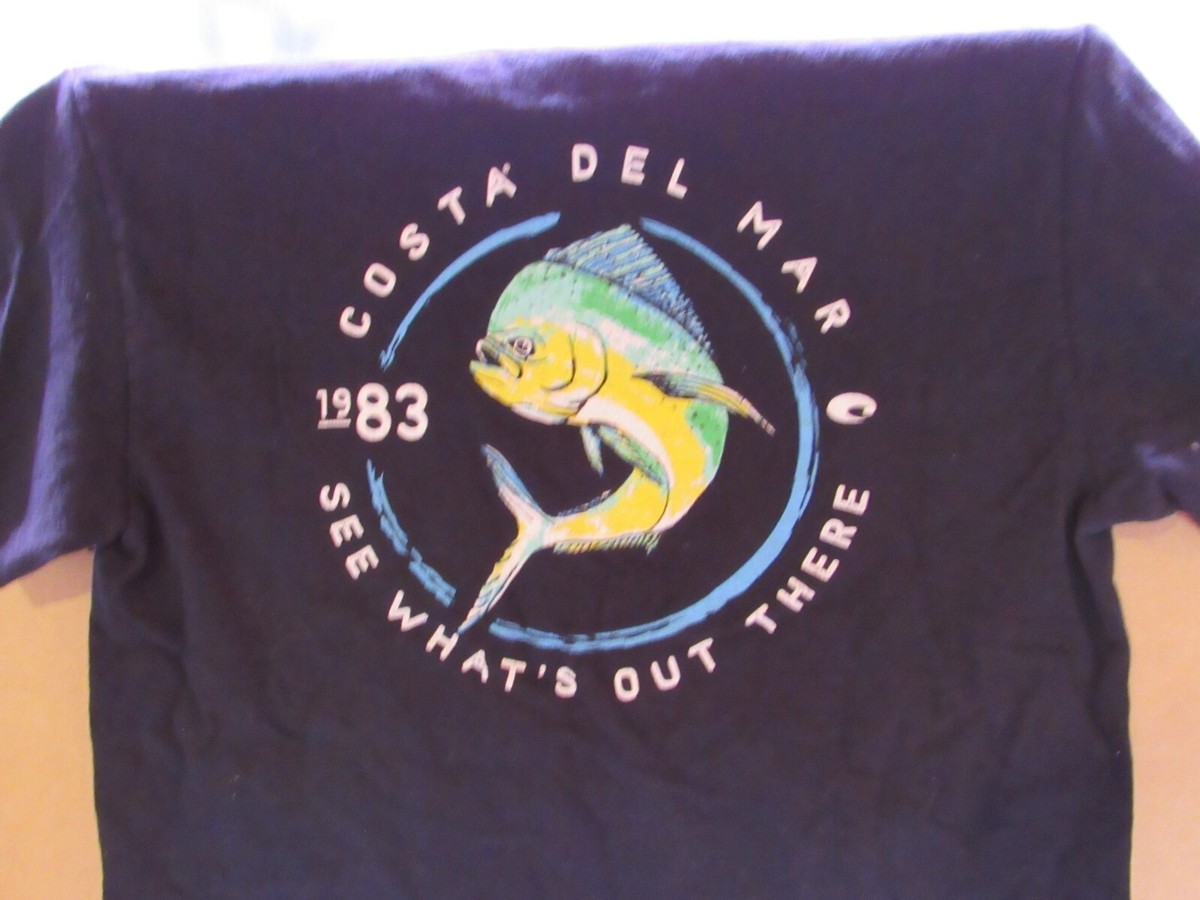 COSTA DEL MAR
1983
SEE WHAT'S OUT THERE